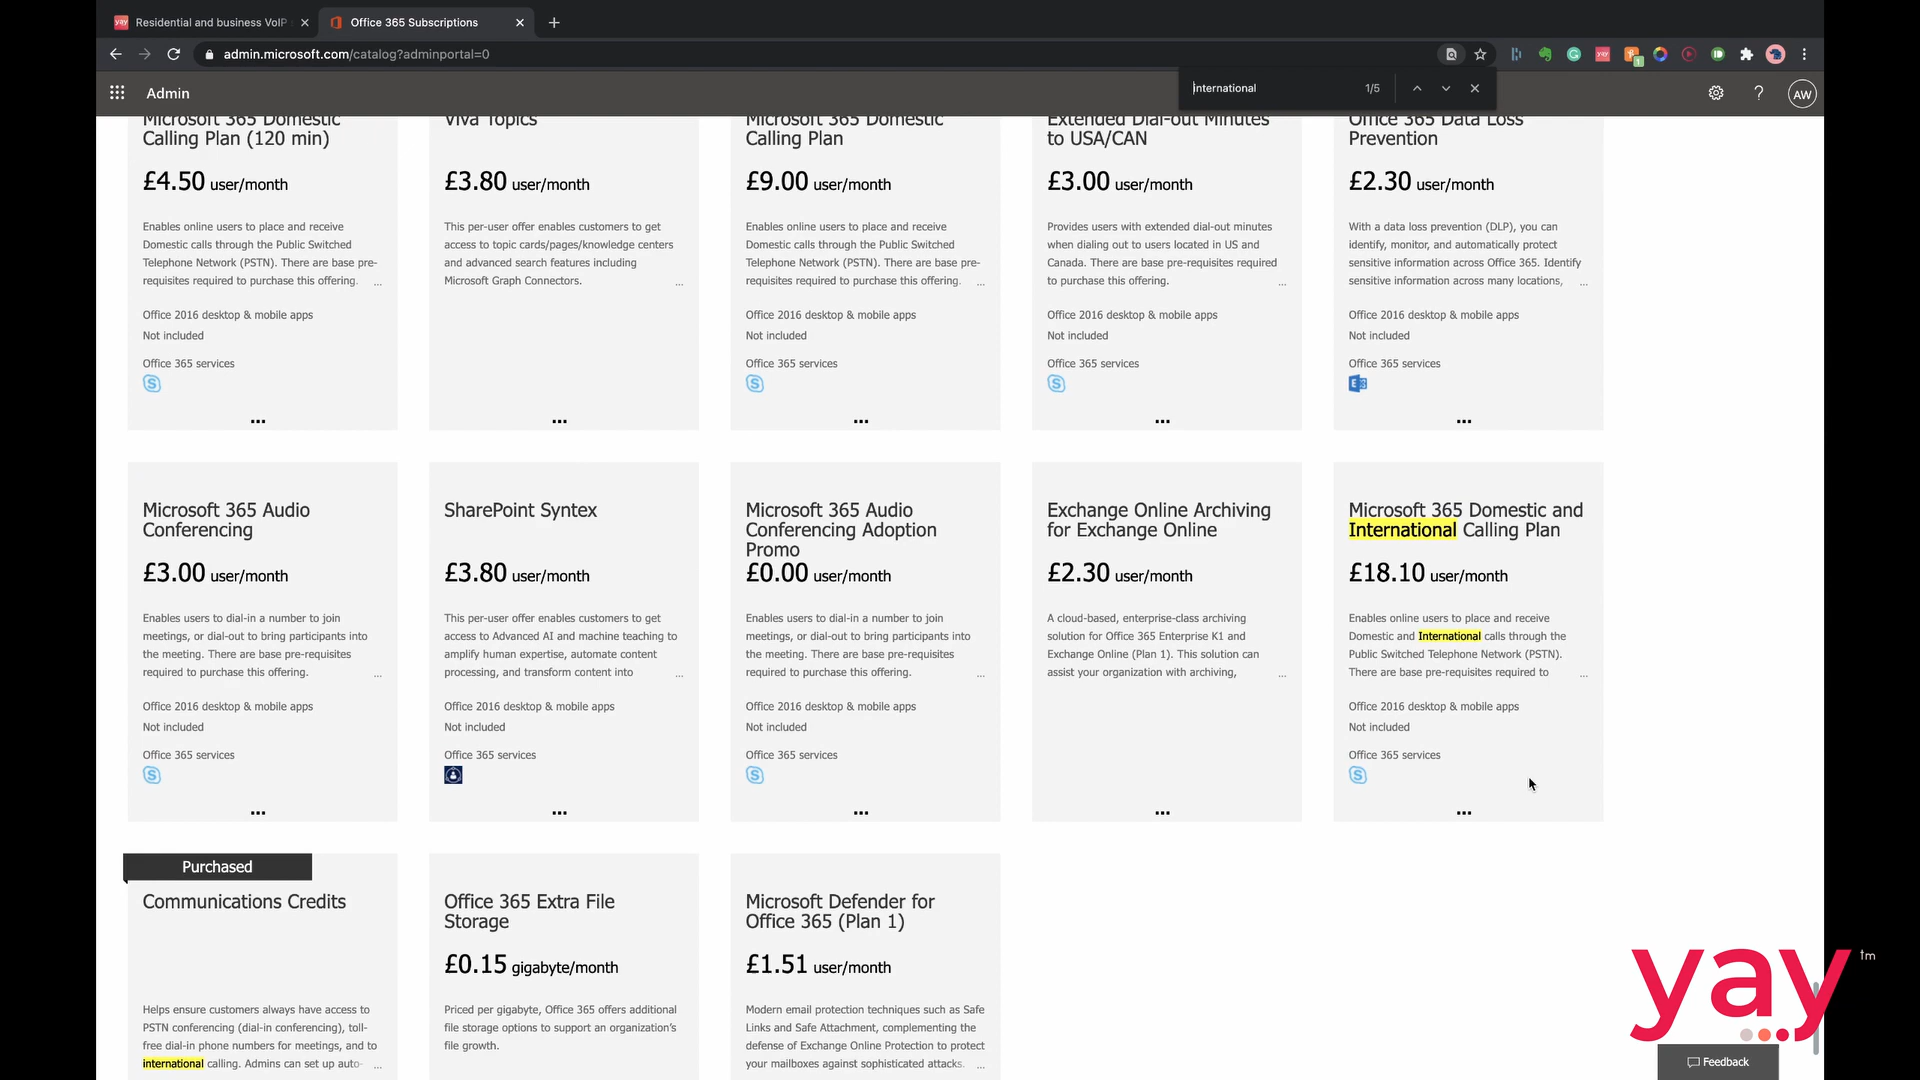 Residential and business VoIP
Office 365 Subscriptions
admin.microsoft.com/catalog?adminportal=0
International
1/5
Admin
AW
Microsoft 365 Domestic
Calling Plan (120 min)
£4.50 user/month
Enables online users to place and receive
Domestic calls through the Public Switched
Telephone Network (PSTN). There are base pre-
requisites required to purchase this offering. ...
Office 2016 desktop & mobile apps
Not included
Office 365 services
...
Viva Topics
£3.80 user/month
This per-user offer enables customers to get
access to topic cards/pages/knowledge centers
and advanced search features including
Microsoft Graph Connectors. ...
...
Microsoft 365 Domestic
Calling Plan
£9.00 user/month
Enables online users to place and receive
Domestic calls through the Public Switched
Telephone Network (PSTN). There are base pre-
requisites required to purchase this offering. ...
Office 2016 desktop & mobile apps
Not included
Office 365 services
...
Extended Dial-out Minutes
to USA/CAN
£3.00 user/month
Provides users with extended dial-out minutes
when dialing out to users located in US and
Canada. There are base pre-requisites required
to purchase this offering. ...
Office 2016 desktop & mobile apps
Not included
Office 365 services
...
Office 365 Data Loss
Prevention
£2.30 user/month
With a data loss prevention (DLP), you can
identify, monitor, and automatically protect
sensitive information across Office 365. Identify
sensitive information across many locations, ...
Office 2016 desktop & mobile apps
Not included
Office 365 services
...
Microsoft 365 Audio
Conferencing
£3.00 user/month
Enables users to dial-in a number to join
meetings, or dial-out to bring participants into
the meeting. There are base pre-requisites
required to purchase this offering. ...
Office 2016 desktop & mobile apps
Not included
Office 365 services
...
SharePoint Syntex
£3.80 user/month
This per-user offer enables customers to get
access to Advanced AI and machine teaching to
amplify human expertise, automate content
processing, and transform content into ...
Office 2016 desktop & mobile apps
Not included
Office 365 services
...
Microsoft 365 Audio
Conferencing Adoption
Promo
£0.00 user/month
Enables users to dial-in a number to join
meetings, or dial-out to bring participants into
the meeting. There are base pre-requisites
required to purchase this offering. ...
Office 2016 desktop & mobile apps
Not included
Office 365 services
...
Exchange Online Archiving
for Exchange Online
£2.30 user/month
A cloud-based, enterprise-class archiving
solution for Office 365 Enterprise K1 and
Exchange Online (Plan 1). This solution can
assist your organization with archiving, ...
...
Microsoft 365 Domestic and
International Calling Plan
£18.10 user/month
Enables online users to place and receive
Domestic and International calls through the
Public Switched Telephone Network (PSTN).
There are base pre-requisites required to ...
Office 2016 desktop & mobile apps
Not included
Office 365 services
...
Purchased
Communications Credits
Helps ensure customers always have access to
PSTN conferencing (dial-in conferencing), toll-
free dial-in phone numbers for meetings, and to
international calling. Admins can set up auto- ...
Office 365 Extra File
Storage
£0.15 gigabyte/month
Priced per gigabyte, Office 365 offers additional
file storage options to support an organization's
file growth.
Microsoft Defender for
Office 365 (Plan 1)
£1.51 user/month
Modern email protection techniques such as Safe
Links and Safe Attachment, complementing the
defense of Exchange Online Protection to protect
your mailboxes against sophisticated attacks. ...
yay
tm
Feedback